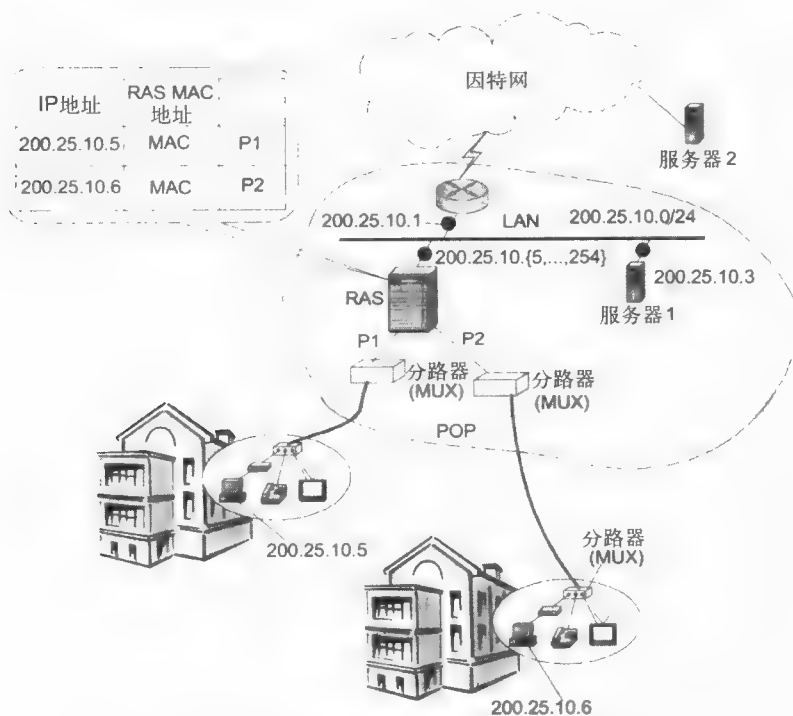 因特网
IP地址
RAS MAC
地址
200.25.10.5 MAC P1
200.25.10.6 MAC P2
服务器2
200.25.10.1
LAN
200.25.10.0/24
200.25.10.{5,...,254}
200.25.10.3
RAS
服务器1
P1
P2
分路器
(MUX)
分路器
(MUX)
POP
200.25.10.5
分路器
(MUX)
200.25.10.6